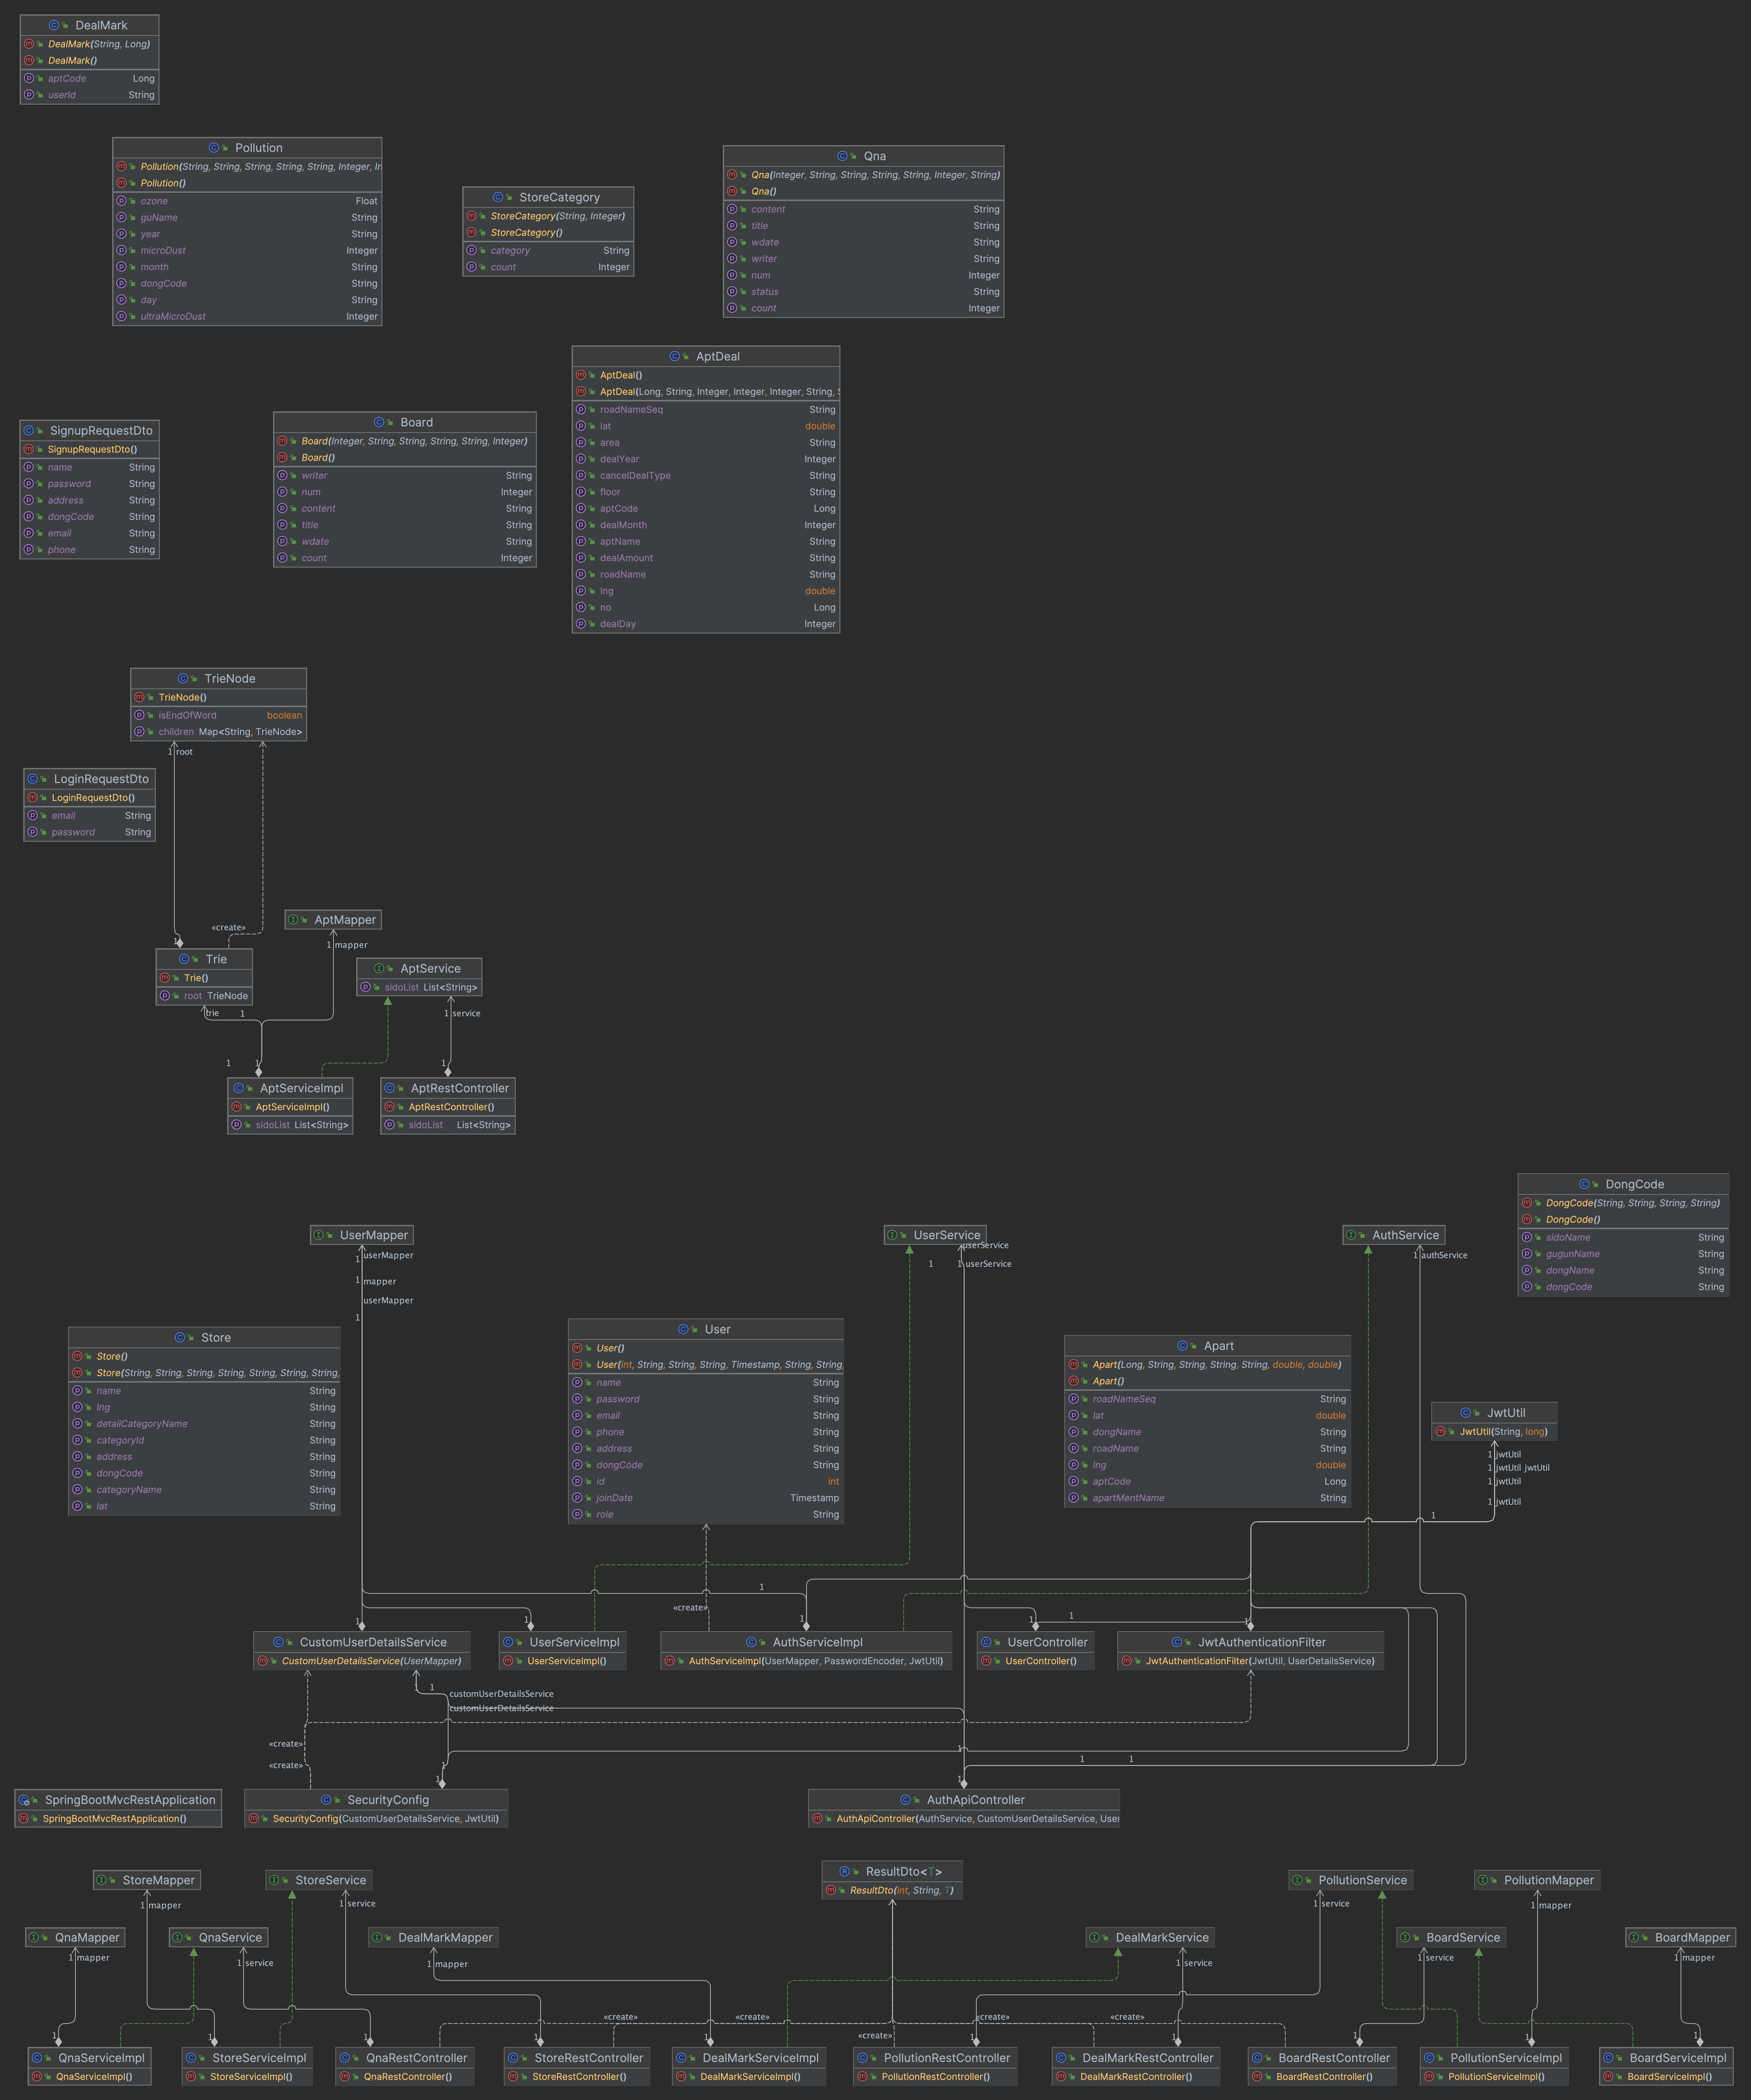 DealMark
DealMark(String, Long)
DealMark()
aptCode Long
userId String
Pollution
Pollution(String, String, String, String, String, Integer, In
Pollution()
ozone Float
guName String
year String
microDust Integer
month String
dongCode String
day String
ultraMicroDust Integer
StoreCategory
StoreCategory(String, Integer)
StoreCategory()
category String
count Integer
Qna
Qna(Integer, String, String, String, String, Integer, String)
Qna()
content String
title String
wdate String
writer String
num Integer
status String
count Integer
SignupRequestDto
SignupRequestDto()
name String
password String
address String
dongCode String
email String
phone String
Board
Board(Integer, String, String, String, String, Integer)
Board()
writer String
num Integer
content String
title String
wdate String
count Integer
AptDeal
AptDeal()
AptDeal(Long, String, Integer, Integer, Integer, String, S
roadNameSeq String
lat double
area String
dealYear Integer
cancelDealType String
floor String
aptCode Long
dealMonth Integer
aptName String
dealAmount String
roadName String
lng double
no Long
dealDay Integer
TrieNode
TrieNode()
isEndOfWord boolean
children Map<String, TrieNode>
1 root
LoginRequestDto
LoginRequestDto()
email String
password String
«create»
1
AptMapper
1 mapper
Trie
Trie()
root TrieNode
trie 1
AptService
sidoList List<String>
1 service
1 1 1
AptServiceImpl
AptServiceImpl()
sidoList List<String>
AptRestController
AptRestController()
sidoList List<String>
DongCode
DongCode(String, String, String, String)
DongCode()
sidoName String
gugunName String
dongName String
dongCode String
UserMapper
1 userMapper
1 mapper
userMapper
1
UserService
userService
1 1 userService
AuthService
1 authService
Store
Store()
Store(String, String, String, String, String, String, String,
name String
lng String
detailCategoryName String
categoryId String
address String
dongCode String
categoryName String
lat String
User
User()
User(int, String, String, String, Timestamp, String, String,
name String
password String
email String
phone String
address String
dongCode String
id int
joinDate Timestamp
role String
Apart
Apart(Long, String, String, String, String, double, double)
Apart()
roadNameSeq String
lat double
dongName String
roadName String
lng double
aptCode Long
apartMentName String
JwtUtil
JwtUtil(String, long)
1 jwtUtil
1 jwtUtil jwtUtil
1 jwtUtil
1 jwtUtil
1
1
«create»
1 1 1 1 1 1
CustomUserDetailsService
CustomUserDetailsService(UserMapper)
UserServiceImpl
UserServiceImpl()
AuthServiceImpl
AuthServiceImpl(UserMapper, PasswordEncoder, JwtUtil)
UserController
UserController()
JwtAuthenticationFilter
JwtAuthenticationFilter(JwtUtil, UserDetailsService)
1 1 customUserDetailsService
customUserDetailsService
«create»
«create»
1 1 1
1 1
SpringBootMvcRestApplication
SpringBootMvcRestApplication()
SecurityConfig
SecurityConfig(CustomUserDetailsService, JwtUtil)
AuthApiController
AuthApiController(AuthService, CustomUserDetailsService, User
StoreMapper
1 mapper
StoreService
1 service
ResultDto<T>
ResultDto(int, String, T)
PollutionService
1 service
PollutionMapper
1 mapper
QnaMapper
1 mapper
QnaService
1 service
DealMarkMapper
1 mapper
DealMarkService
1 service
BoardService
1 service
BoardMapper
1 mapper
«create» «create» «create» «create»
«create»
1 1 1 1 1 1 1 1 1 1
QnaServiceImpl
QnaServiceImpl()
StoreServiceImpl
StoreServiceImpl()
QnaRestController
QnaRestController()
StoreRestController
StoreRestController()
DealMarkServiceImpl
DealMarkServiceImpl()
PollutionRestController
PollutionRestController()
DealMarkRestController
DealMarkRestController()
BoardRestController
BoardRestController()
PollutionServiceImpl
PollutionServiceImpl()
BoardServiceImpl
BoardServiceImpl()